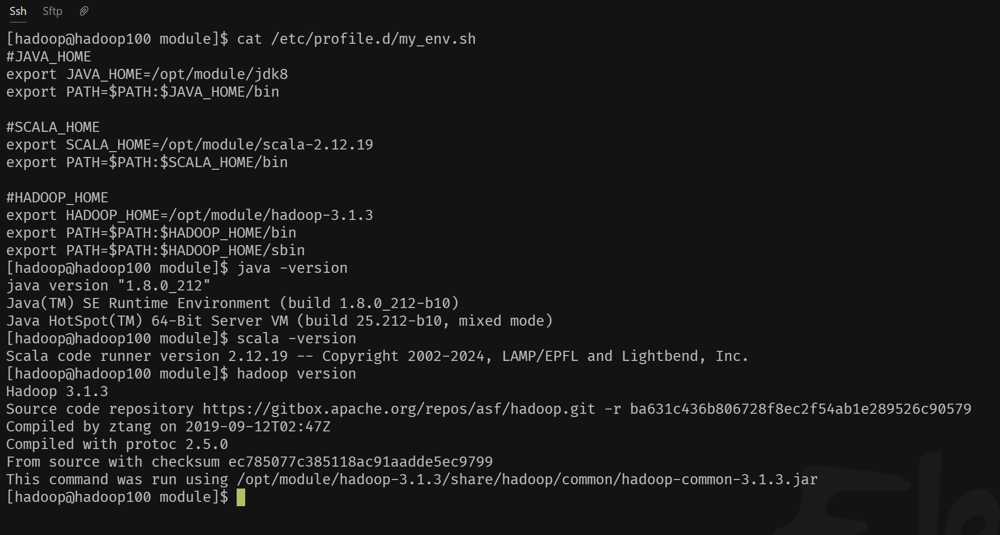 Ssh Sftp
[hadoop@hadoop100 module]$ cat /etc/profile.d/my_env.sh
#JAVA_HOME
export JAVA_HOME=/opt/module/jdk8
export PATH=$PATH:$JAVA_HOME/bin
#SCALA_HOME
export SCALA_HOME=/opt/module/scala-2.12.19
export PATH=$PATH:$SCALA_HOME/bin
#HADOOP_HOME
export HADOOP_HOME=/opt/module/hadoop-3.1.3
export PATH=$PATH:$HADOOP_HOME/bin
export PATH=$PATH:$HADOOP_HOME/sbin
[hadoop@hadoop100 module]$ java -version
java version "1.8.0_212"
Java(TM) SE Runtime Environment (build 1.8.0_212-b10)
Java HotSpot(TM) 64-Bit Server VM (build 25.212-b10, mixed mode)
[hadoop@hadoop100 module]$ scala -version
Scala code runner version 2.12.19 -- Copyright 2002-2024, LAMP/EPFL and Lightbend, Inc.
[hadoop@hadoop100 module]$ hadoop version
Hadoop 3.1.3
Source code repository https://gitbox.apache.org/repos/asf/hadoop.git -r ba631c436b806728f8ec2f54ab1e289526c90579
Compiled by ztang on 2019-09-12T02:47Z
Compiled with protoc 2.5.0
From source with checksum ec785077c385118ac91aadde5ec9799
This command was run using /opt/module/hadoop-3.1.3/share/hadoop/common/hadoop-common-3.1.3.jar
[hadoop@hadoop100 module]$